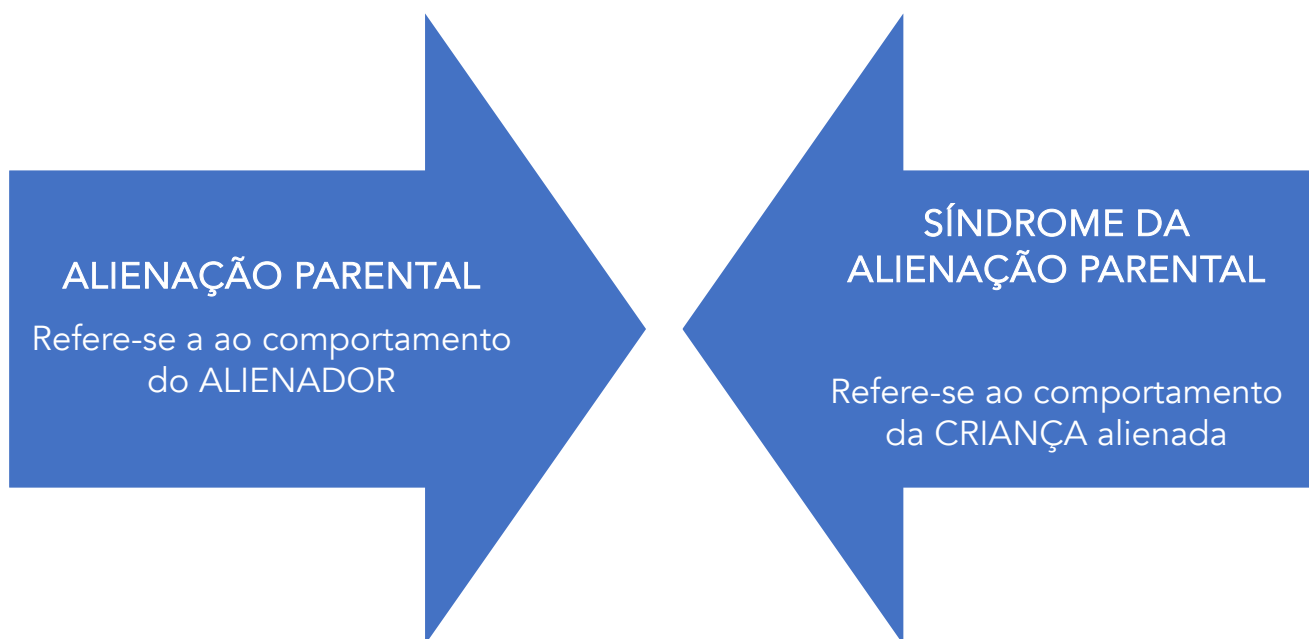 ALIENAÇÃO PARENTAL
Refere-se a ao comportamento
do ALIENADOR
SÍNDROME DA
ALIENAÇÃO PARENTAL
Refere-se ao comportamento
da CRIANÇA alienada